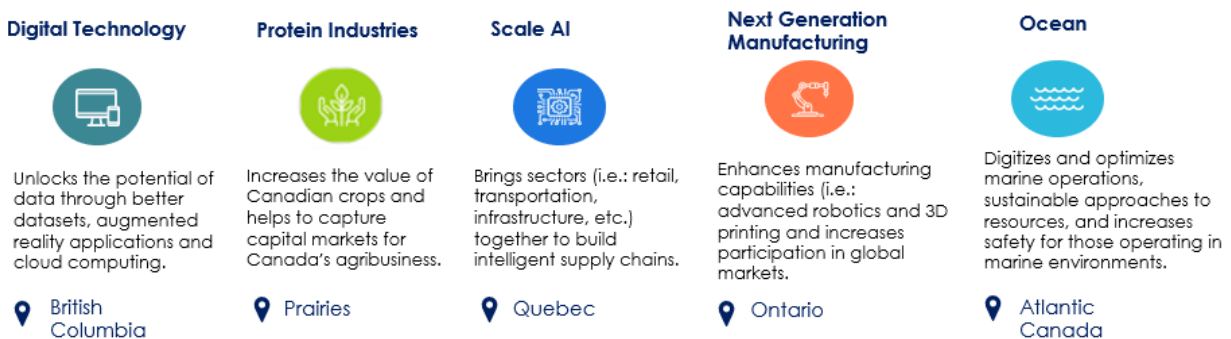 Digital Technology
Unlocks the potential of
data through better
datasets, augmented
reality applications and
cloud computing.
British
Columbia
Protein Industries
Increases the value of
Canadian crops and
helps to capture
capital markets for
Canada's agribusiness.
Prairies
Scale AI
Brings sectors (i.e.: retail,
transportation,
infrastructure, etc.)
together to build
intelligent supply chains.
Quebec
Next Generation
Manufacturing
Enhances manufacturing
capabilities (i.e.:
advanced robotics and 3D
printing and increases
participation in global
markets.
Ontario
Ocean
Digitizes and optimizes
marine operations,
sustainable approaches to
resources, and increases
safety for those operating in
marine environments.
Atlantic
Canada